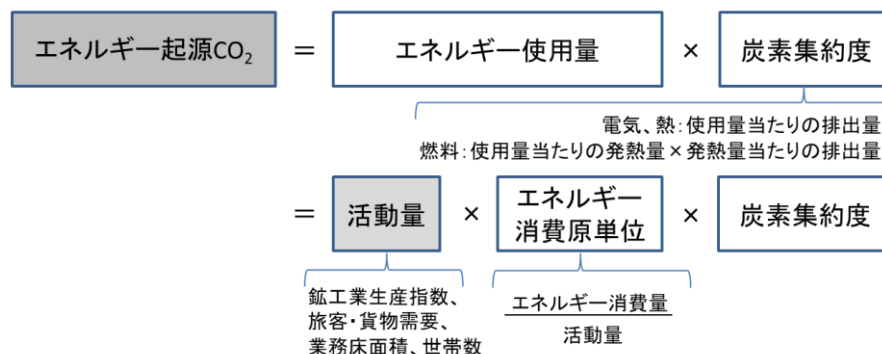 エネルギー起源CO₂ = エネルギー使用量 × 炭素集約度
電気、熱：使用量当たりの排出量
燃料：使用量当たりの発熱量×発熱量当たりの排出量
= 活動量 × エネルギー消費原単位 × 炭素集約度
鉱工業生産指数、
旅客・貨物需要、
業務床面積、世帯数
エネルギー消費量
活動量